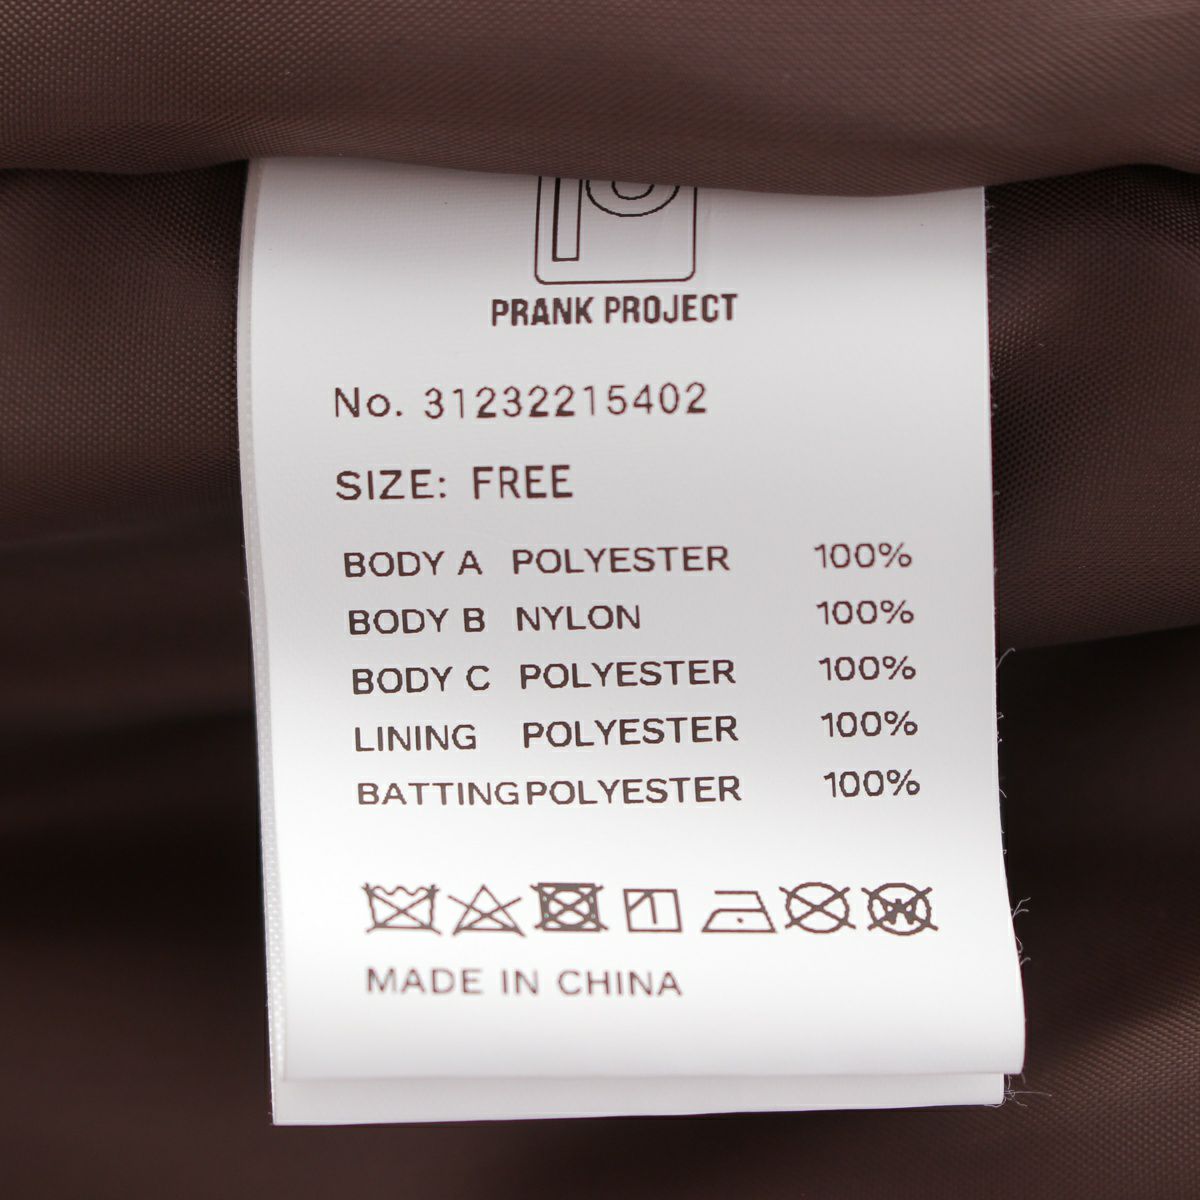 PRANK PROJECT
No. 31232215402
SIZE: FREE
BODY A POLYESTER 100%
BODY B NYLON 100%
BODY C POLYESTER 100%
LINING POLYESTER 100%
BATTING POLYESTER 100%
MADE IN CHINA